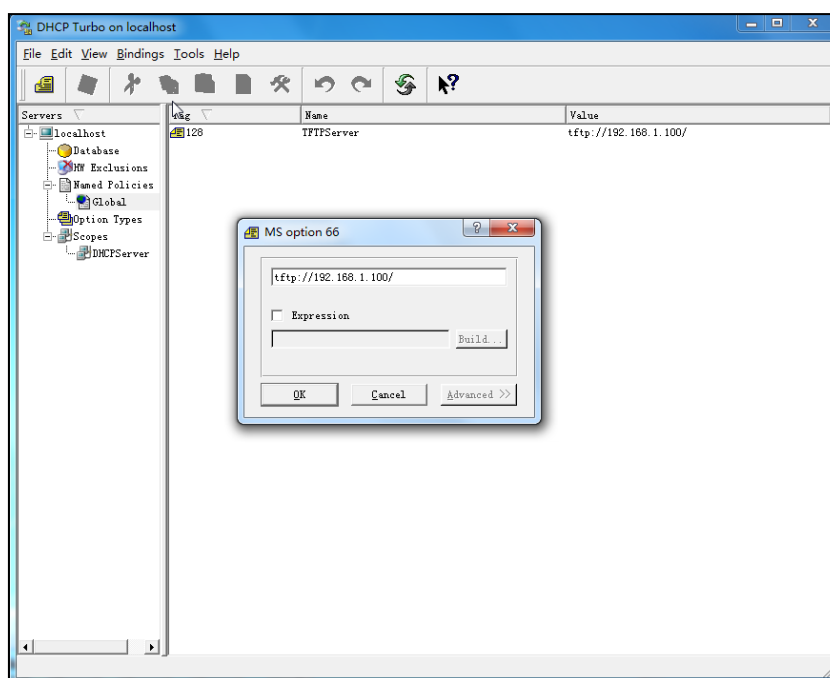 DHCP Turbo on localhost
File Edit View Bindings Tools Help
Servers
Name
Value
localhost
128 TFTPServer tftp://192.168.1.100/
Database
HW Exclusions
Named Policies
Global
Option Types
Scopes
DHCPServer
MS option 66
tftp://192.168.1.100/
Expression
Build...
OK Cancel Advanced >>